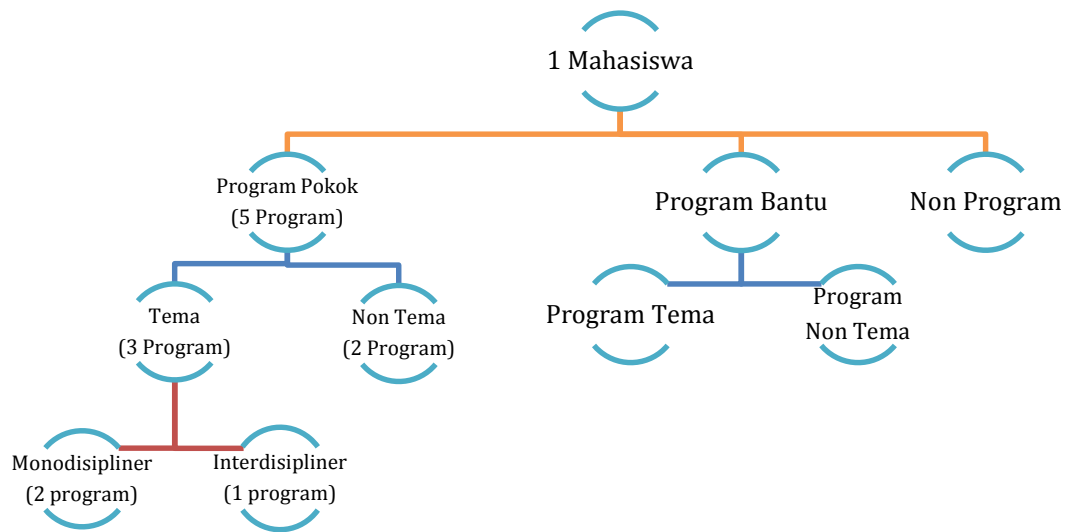 1 Mahasiswa
Program Pokok
(5 Program)
Program Bantu
Non Program
Tema
(3 Program)
Non Tema
(2 Program)
Program Tema
Program
Non Tema
Monodisipliner
(2 program)
Interdisipliner
(1 program)